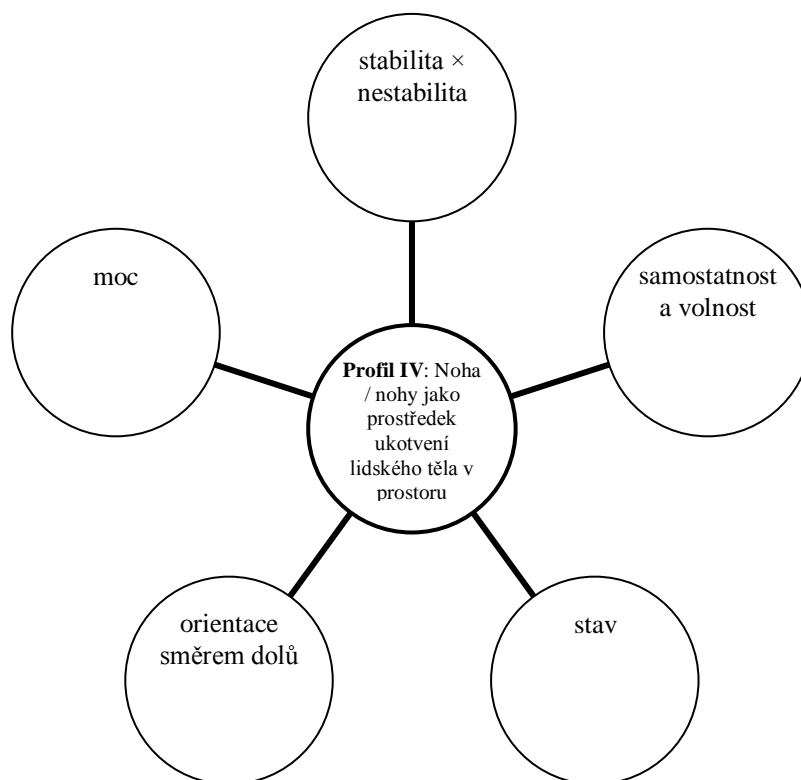 stabilita ×
nestabilita
moc
samostatnost
a volnost
Profil IV: Noha
/ nohy jako
prostředek
ukotvení
lidského těla v
prostoru
orientace
směrem dolů
stav